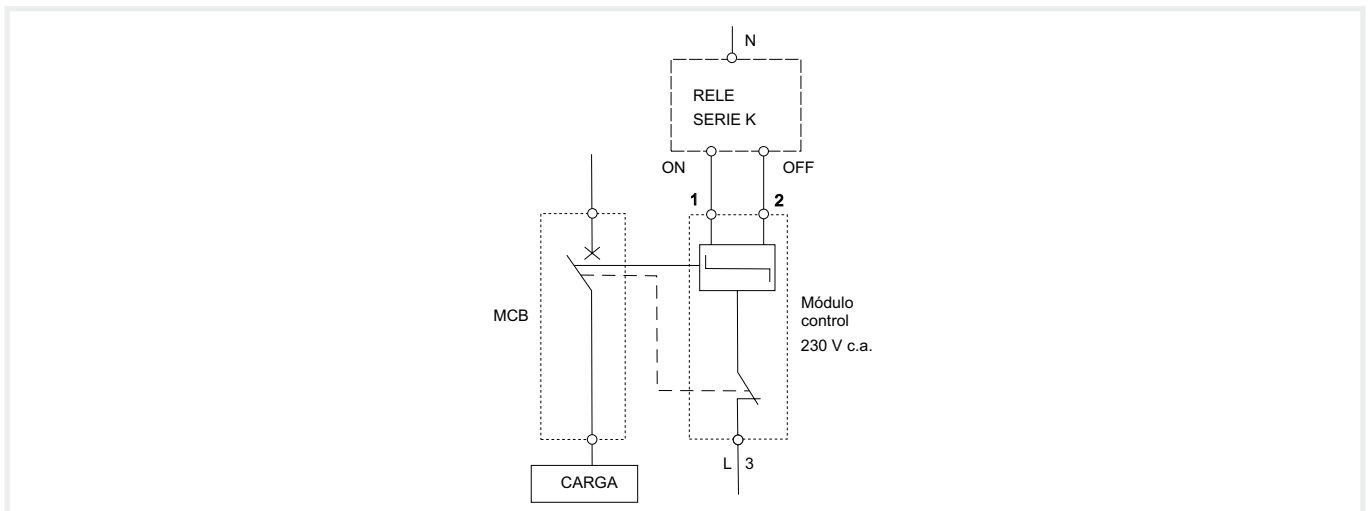 N
RELE
SERIE K
ON
OFF
1
2
MCB
Módulo
control
230 V c.a.
L
3
CARGA